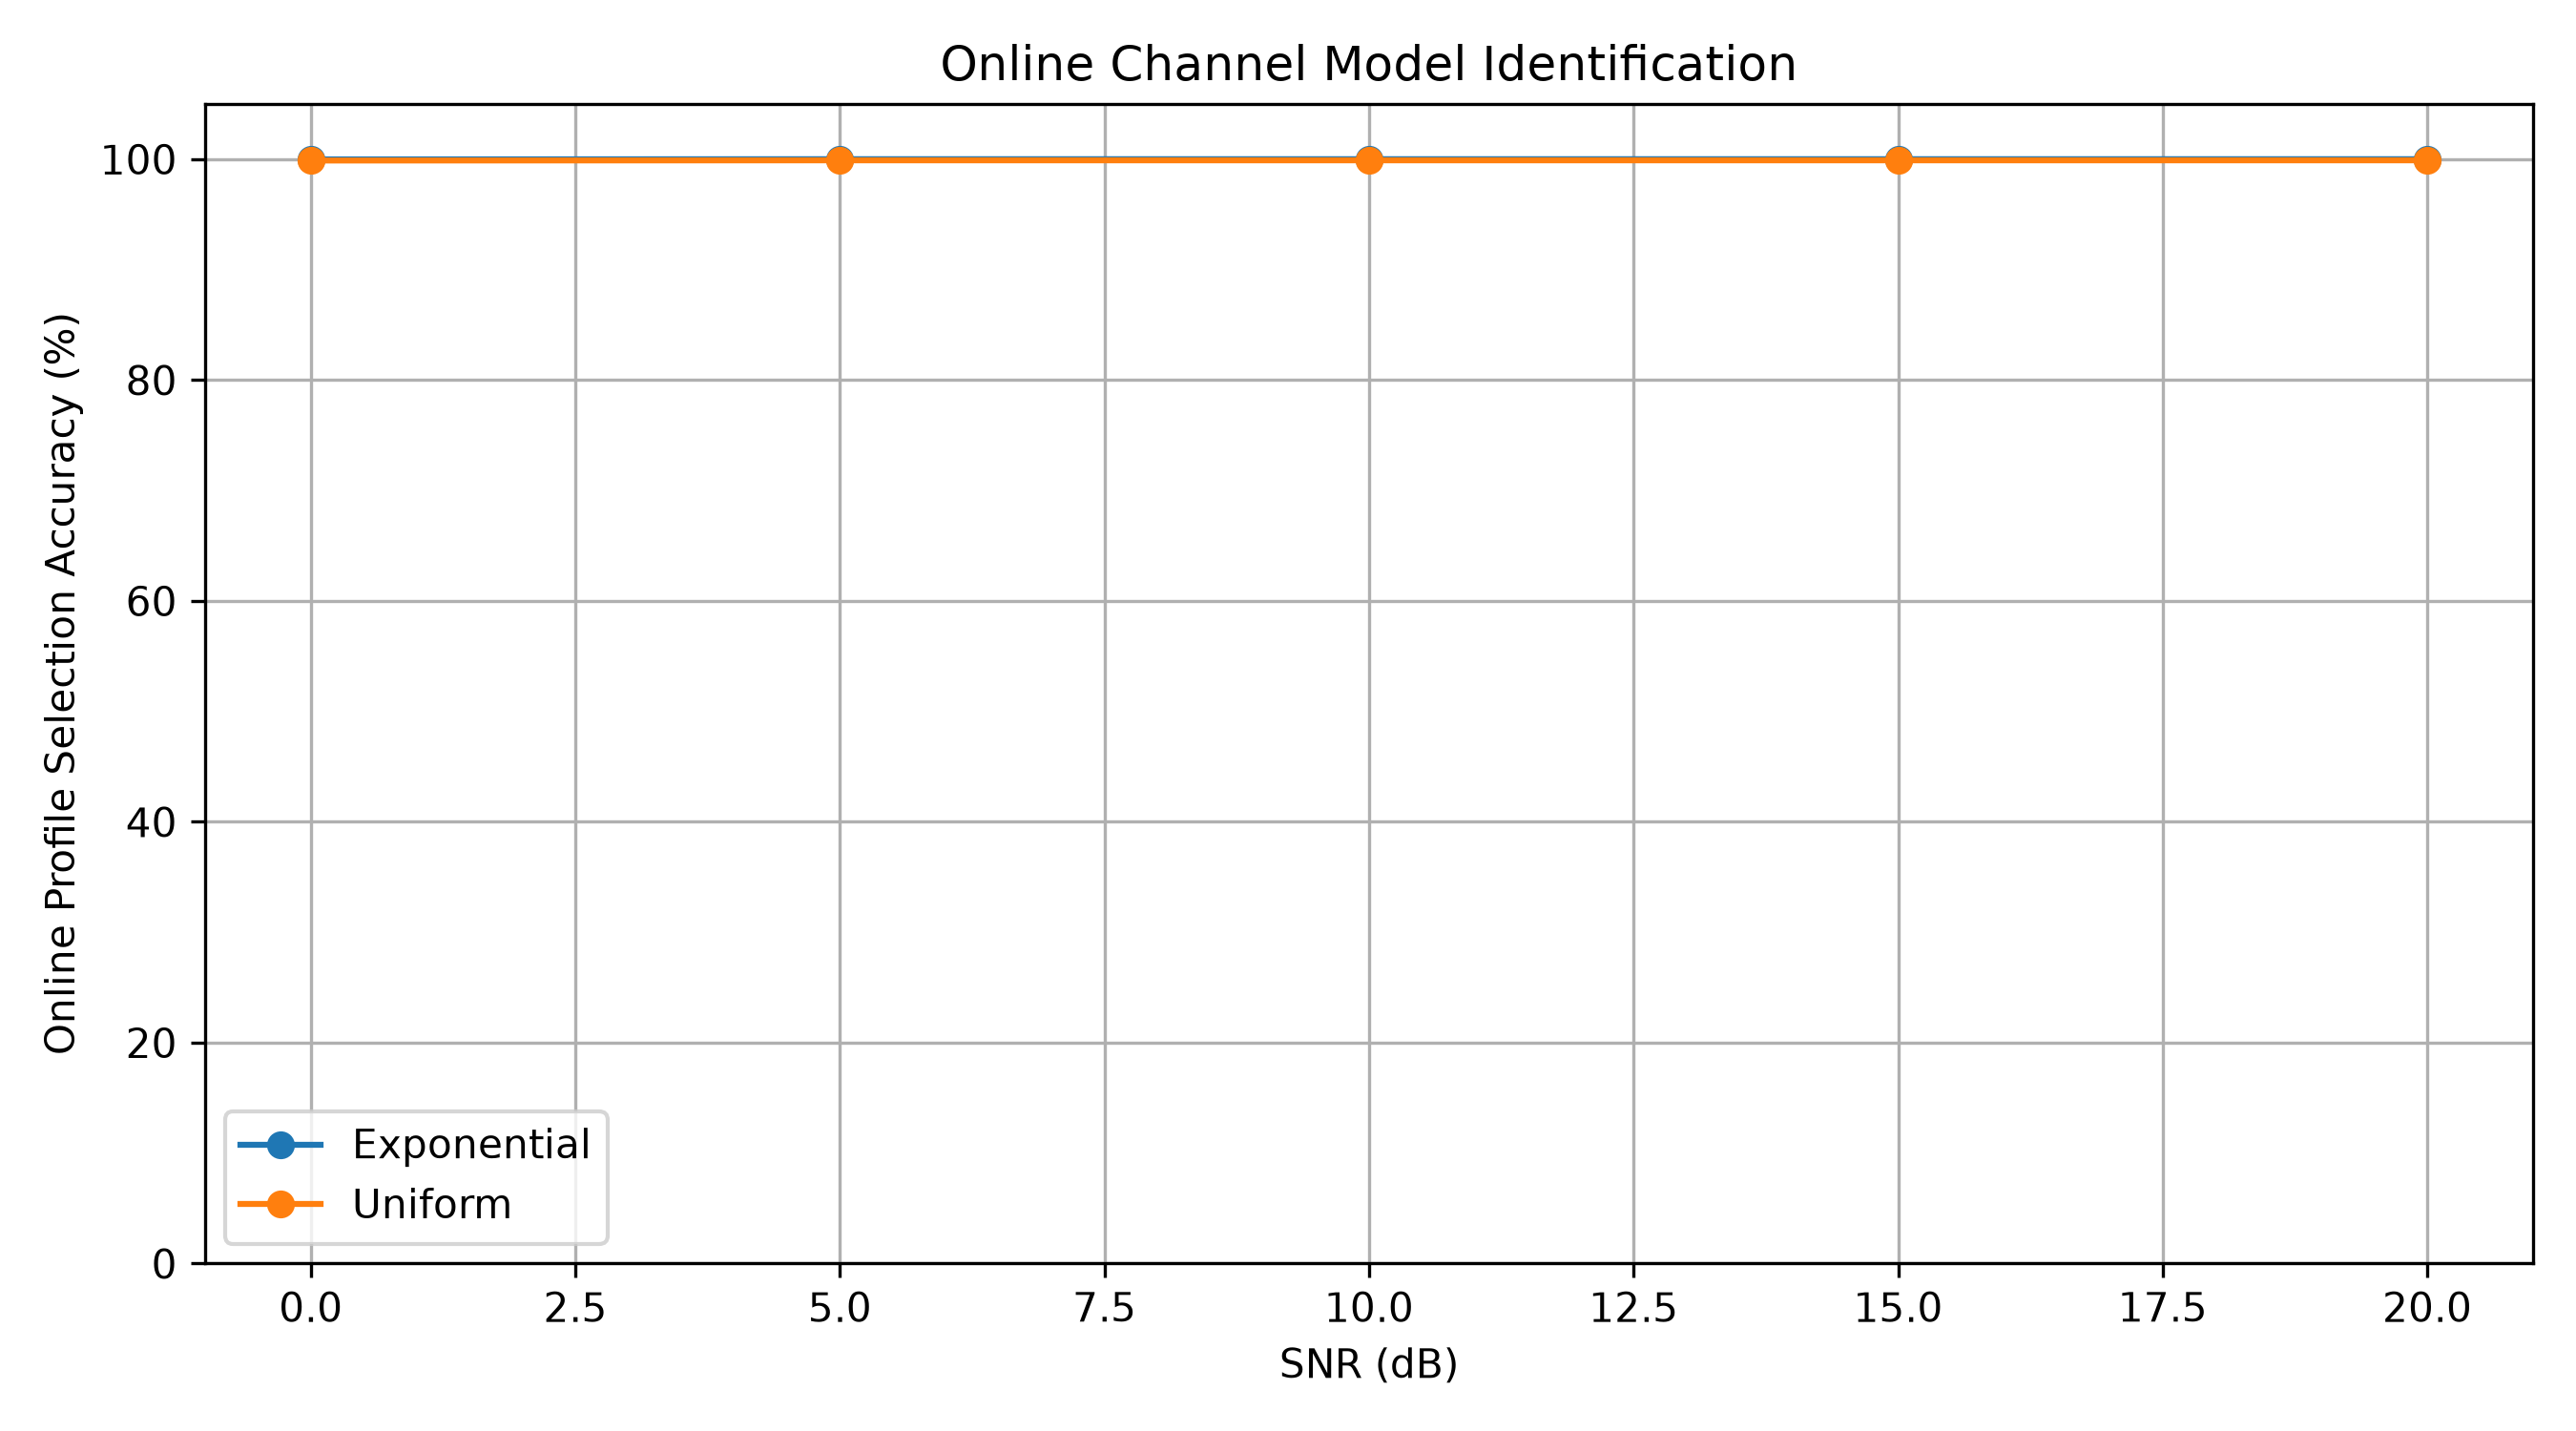 Online Channel Model Identification
Online Profile Selection Accuracy (%)
100
80
60
40
20
0
Exponential
Uniform
0.0 2.5 5.0 7.5 10.0 12.5 15.0 17.5 20.0
SNR (dB)